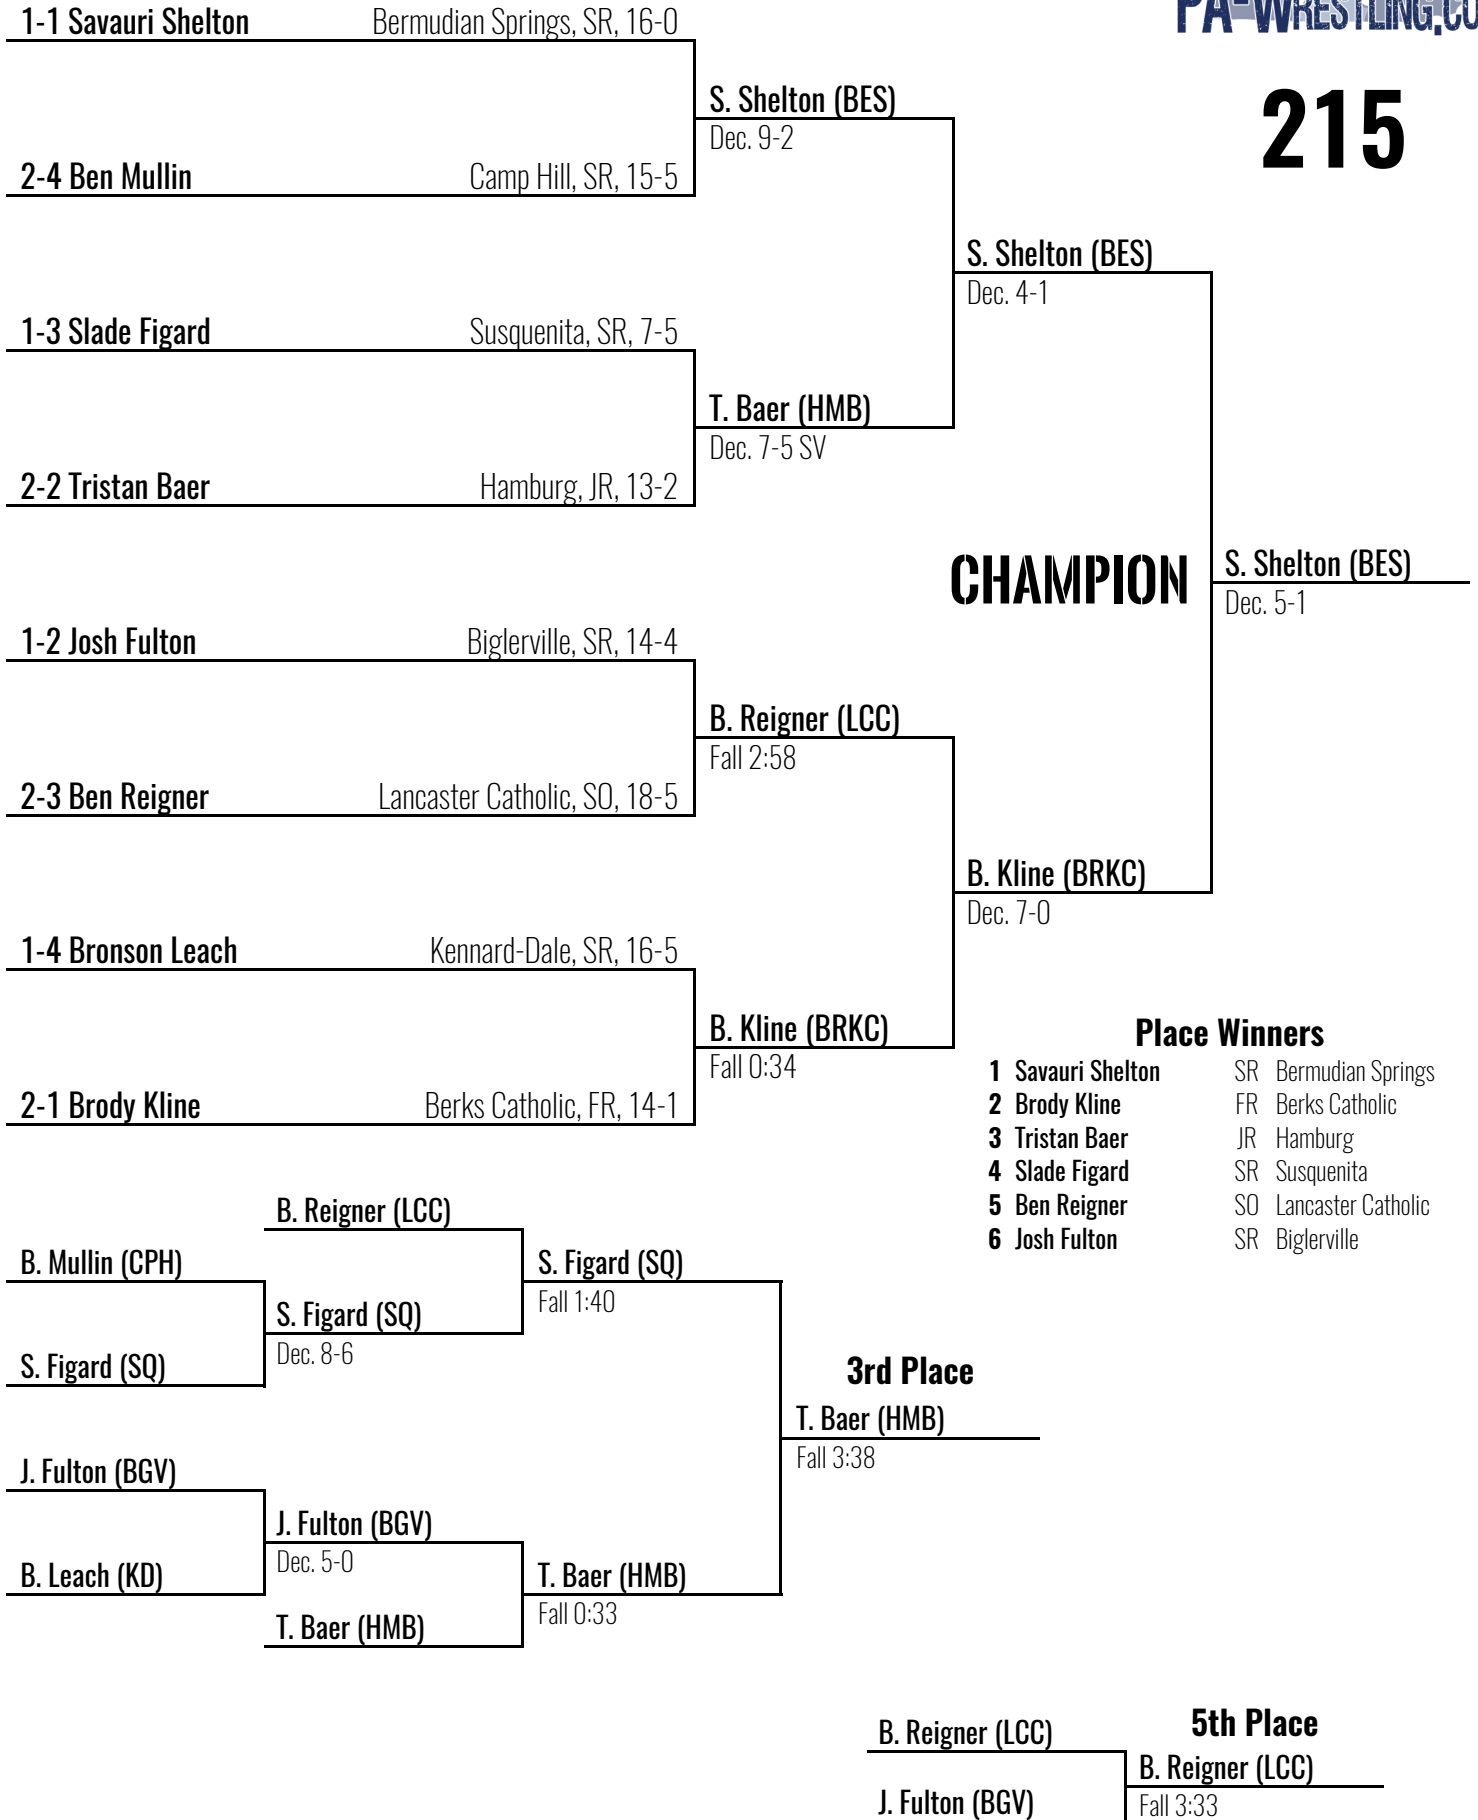 PA-WRESTLING.CO
215
1-1 Savauri Shelton Bermudian Springs, SR, 16-0
S. Shelton (BES)
Dec. 9-2
2-4 Ben Mullin Camp Hill, SR, 15-5
S. Shelton (BES)
Dec. 4-1
1-3 Slade Figard Susquenita, SR, 7-5
T. Baer (HMB)
Dec. 7-5 SV
2-2 Tristan Baer Hamburg, JR, 13-2
CHAMPION
S. Shelton (BES)
Dec. 5-1
1-2 Josh Fulton Biglerville, SR, 14-4
B. Reigner (LCC)
Fall 2:58
2-3 Ben Reigner Lancaster Catholic, SO, 18-5
B. Kline (BRKC)
Dec. 7-0
1-4 Bronson Leach Kennard-Dale, SR, 16-5
B. Kline (BRKC)
Fall 0:34
2-1 Brody Kline Berks Catholic, FR, 14-1
Place Winners
1 Savauri Shelton SR Bermudian Springs
2 Brody Kline FR Berks Catholic
3 Tristan Baer JR Hamburg
4 Slade Figard SR Susquenita
5 Ben Reigner SO Lancaster Catholic
6 Josh Fulton SR Biglerville
B. Reigner (LCC)
B. Mullin (CPH)
S. Figard (SQ)
Fall 1:40
S. Figard (SQ)
Dec. 8-6
S. Figard (SQ)
3rd Place
T. Baer (HMB)
Fall 3:38
J. Fulton (BGV)
J. Fulton (BGV)
Dec. 5-0
B. Leach (KD)
T. Baer (HMB)
Fall 0:33
T. Baer (HMB)
5th Place
B. Reigner (LCC)
B. Reigner (LCC)
Fall 3:33
J. Fulton (BGV)